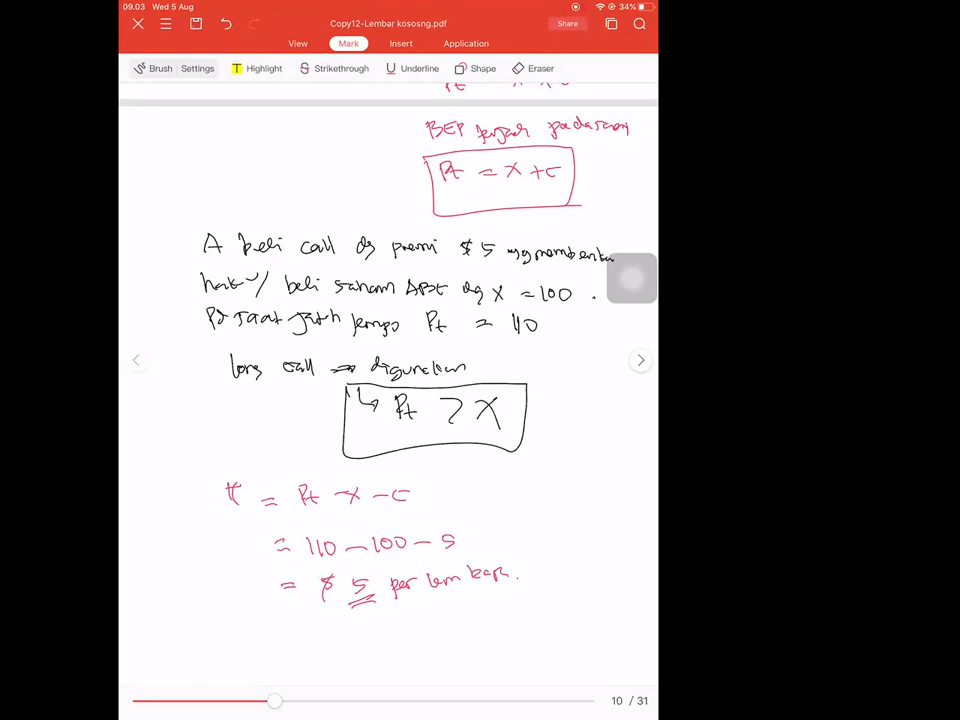 09.03 Wed 5 Aug 34%
Copy12-Lembar kososng.pdf Share
View Mark Insert Application
Brush Settings Highlight Strikethrough Underline Shape Eraser
BEP terjadi pada saat
Pt = X + C
A beli call dg premi $ 5 yg memberikan
hak u/ beli saham ABC dg X = 100 .
Pd saat jatuh tempo Pt = 110
long call → digunakan
Pt > X
π = Pt - X - C
= 110 - 100 - 5
= $ 5 per lembar.
10 / 31